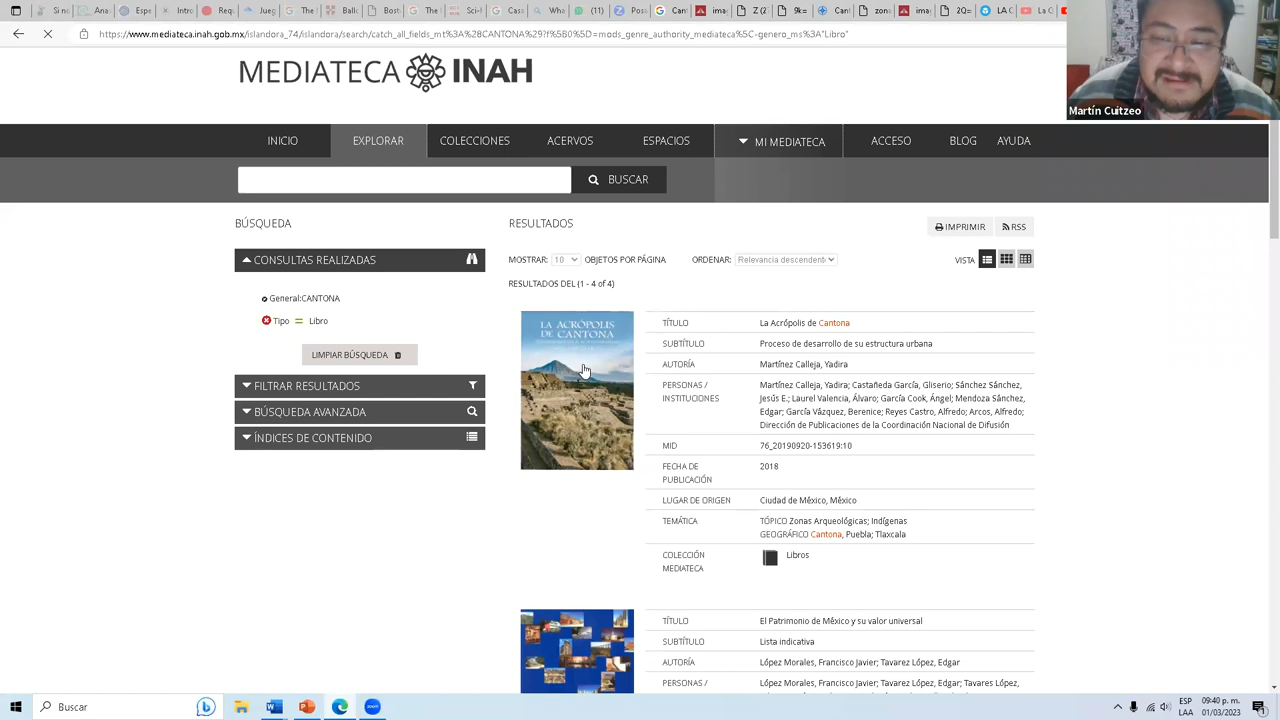 Sin
Goo
Wha
(11)
Z (2
9k=
Cantona
2Q=
https://www.mediateca.inah.gob.mx/islandora_74/islandora/search/catch_all_fields_mt%3A%28CANTONA%29?f%5B0%5D=mods_genre_authority_mediateca%5C-genero_ms%3A"Libro"
MEDIATECA INAH
Martín Cuitzeo
INICIO EXPLORAR COLECCIONES ACERVOS ESPACIOS MI MEDIATECA ACCESO BLOG AYUDA
BUSCAR
BÚSQUEDA
RESULTADOS
IMPRIMIR RSS
CONSULTAS REALIZADAS
MOSTRAR: 10 OBJETOS POR PÁGINA ORDENAR: Relevancia descendente VISTA
RESULTADOS DEL (1 - 4 of 4)
General:CANTONA
Tipo = Libro
LIMPIAR BÚSQUEDA
FILTRAR RESULTADOS
BÚSQUEDA AVANZADA
ÍNDICES DE CONTENIDO
LA ACRÓPOLIS
DE CANTONA
TÍTULO La Acrópolis de Cantona
SUBTÍTULO Proceso de desarrollo de su estructura urbana
AUTORÍA Martínez Calleja, Yadira
PERSONAS / INSTITUCIONES Martínez Calleja, Yadira; Castañeda García, Gliserio; Sánchez Sánchez,
Jesús E.; Laurel Valencia, Álvaro; García Cook, Ángel; Mendoza Sánchez,
Edgar; García Vázquez, Berenice; Reyes Castro, Alfredo; Arcos, Alfredo;
Dirección de Publicaciones de la Coordinación Nacional de Difusión
MID 76_20190920-153619:10
FECHA DE PUBLICACIÓN 2018
LUGAR DE ORIGEN Ciudad de México, México
TEMÁTICA TÓPICO Zonas Arqueológicas; Indígenas
GEOGRÁFICO Cantona, Puebla; Tlaxcala
COLECCIÓN MEDIATECA Libros
TÍTULO El Patrimonio de México y su valor universal
SUBTÍTULO Lista indicativa
AUTORÍA López Morales, Francisco Javier; Tavarez López, Edgar
PERSONAS / López Morales, Francisco Javier; Tavarez López, Edgar; Tavares López,
Buscar
ESP
LAA
09:40 p. m.
01/03/2023